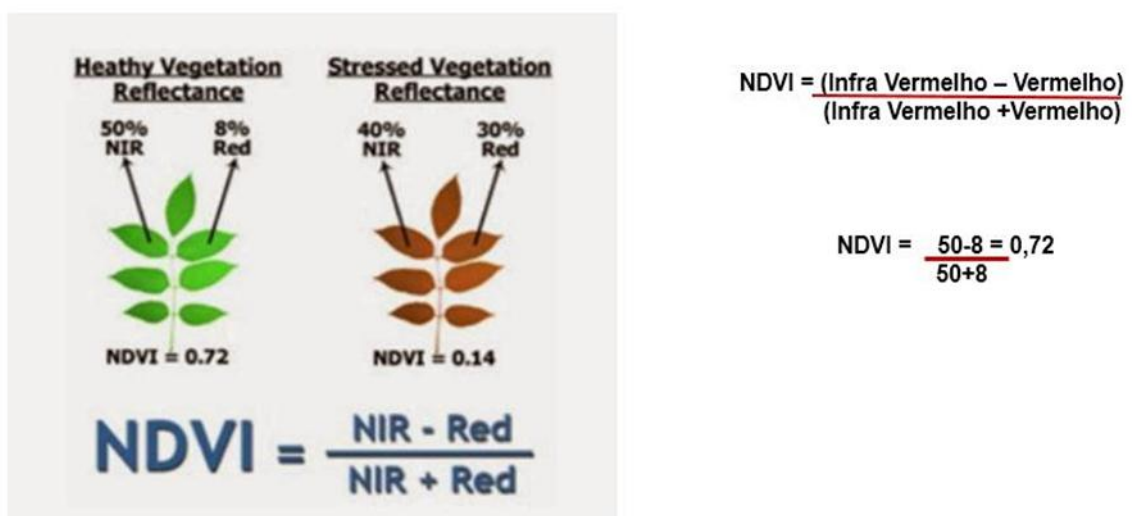 Heathy Vegetation
Reflectance
50%
NIR
8%
Red
NDVI = 0.72
Stressed Vegetation
Reflectance
40%
NIR
30%
Red
NDVI = 0.14
NDVI = NIR - Red
NIR + Red
NDVI = (Infra Vermelho – Vermelho)
(Infra Vermelho +Vermelho)
NDVI = 50-8 = 0,72
50+8